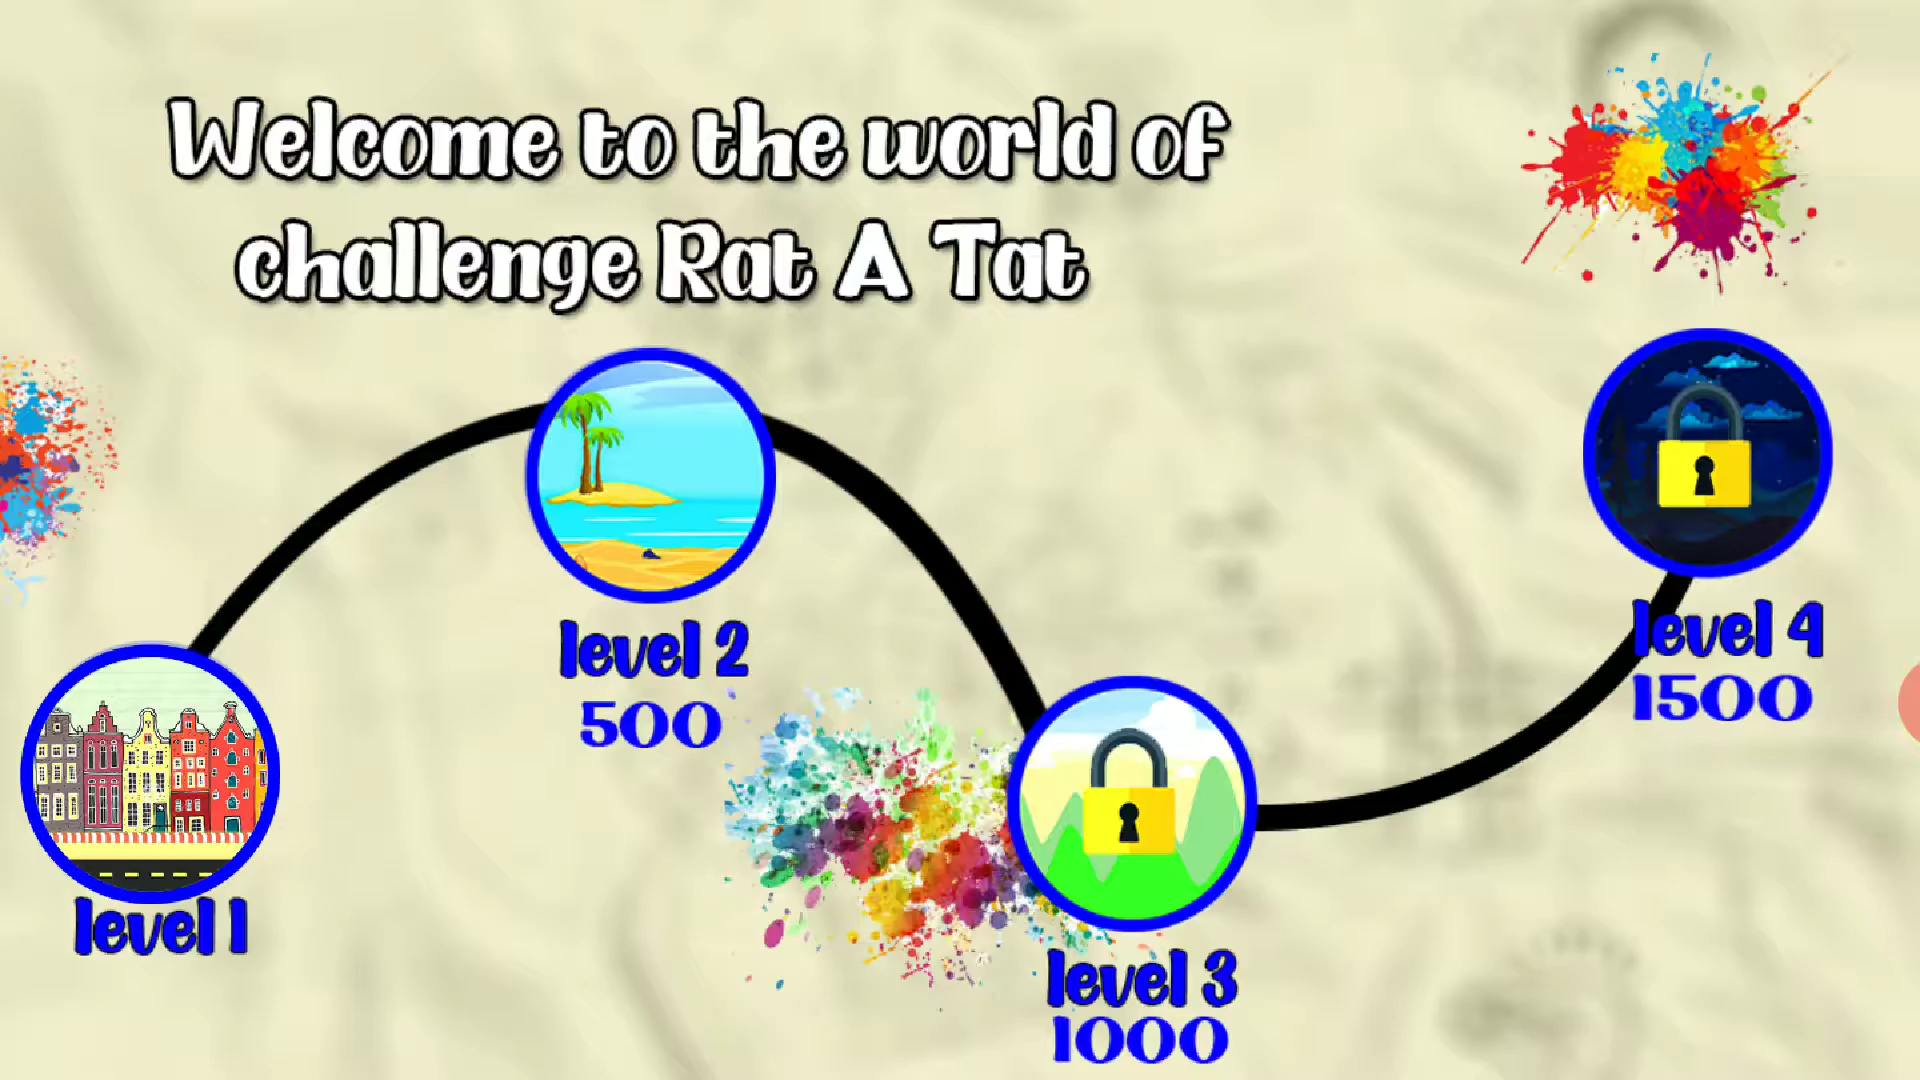 Welcome to the world of
challenge Rat A Tat
level 1
level 2
500
level 3
1000
level 4
1500